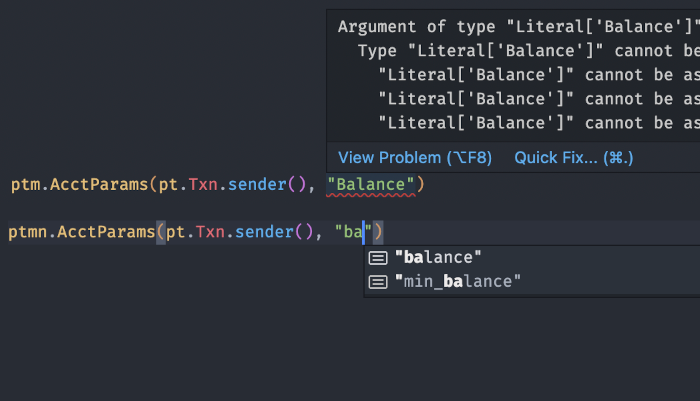 Argument of type "Literal['Balance']"
Type "Literal['Balance']" cannot be
"Literal['Balance']" cannot be as
"Literal['Balance']" cannot be as
"Literal['Balance']" cannot be as
View Problem (⌥F8) Quick Fix... (⌘.)
ptm.AcctParams(pt.Txn.sender(), "Balance")
ptmn.AcctParams(pt.Txn.sender(), "ba")
"balance"
"min_balance"